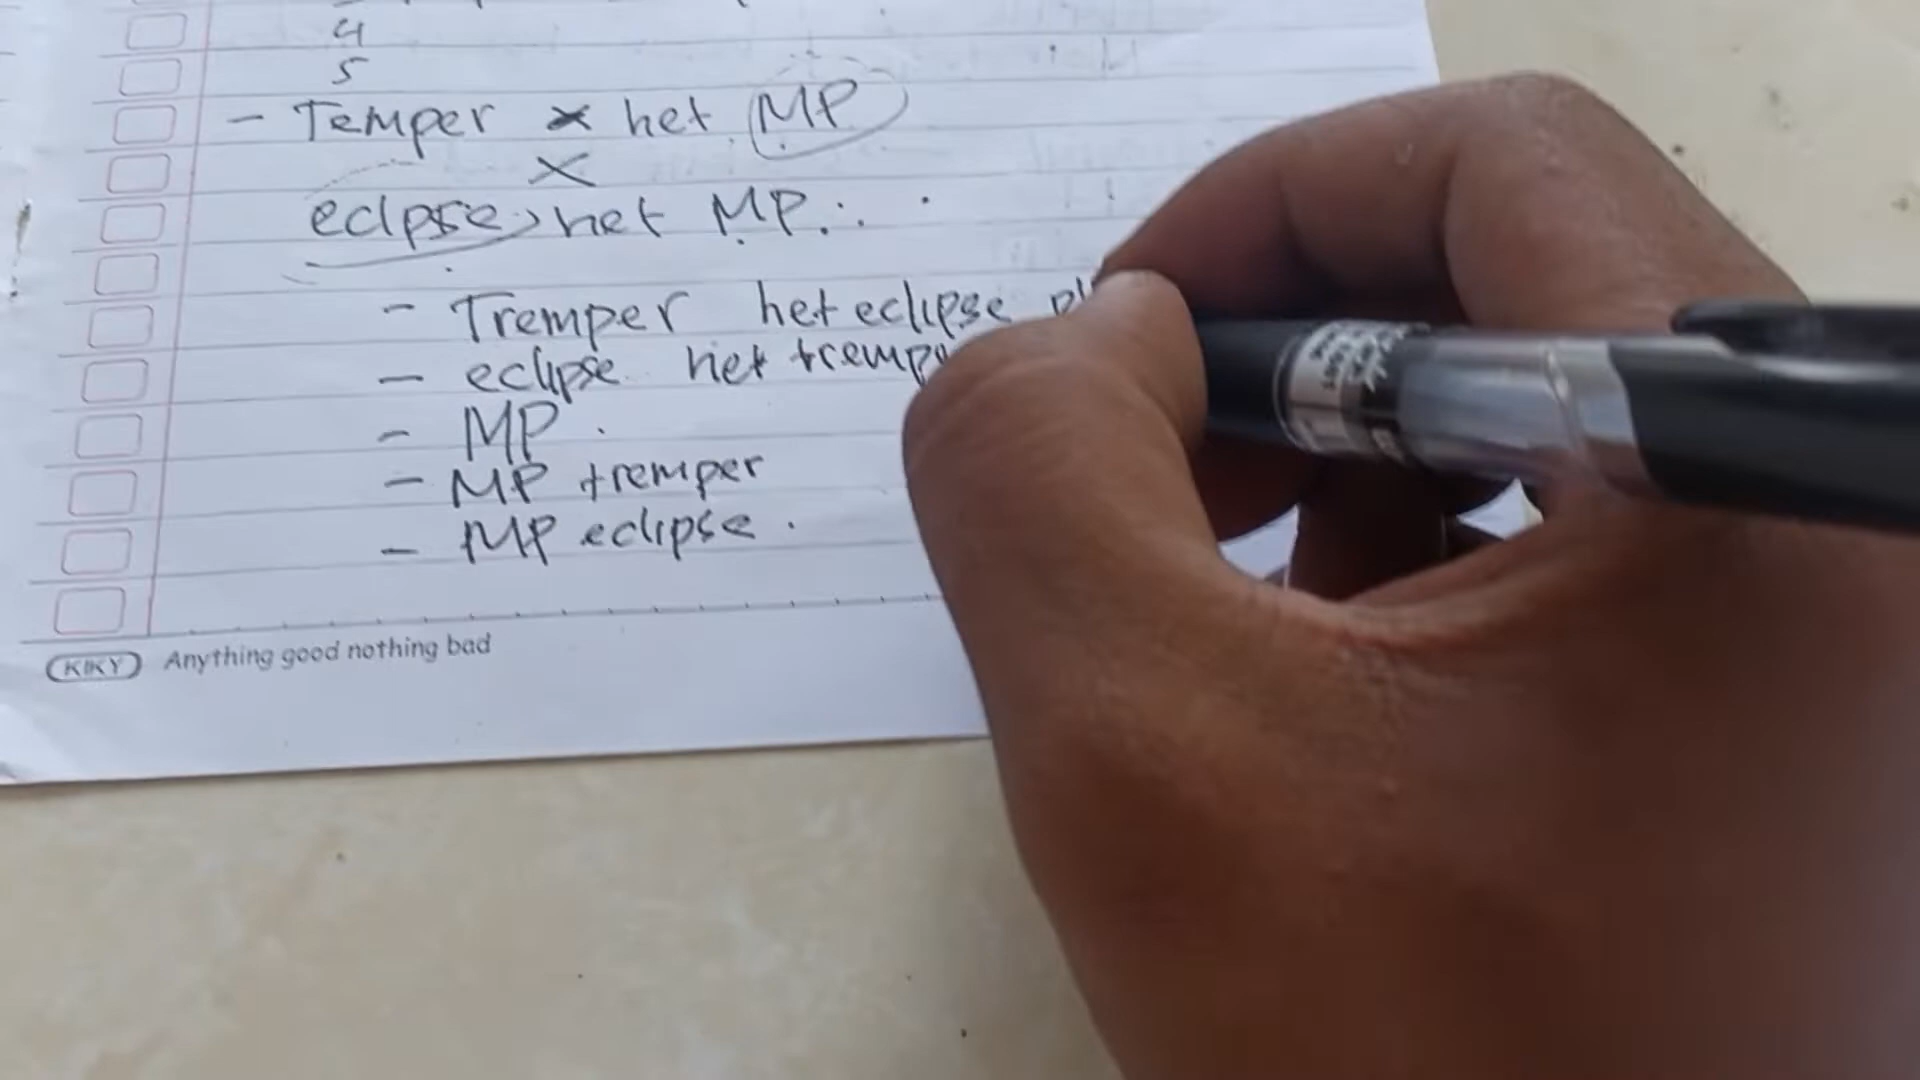 4
5
- Temper x het MP
x
eclpse het MP
- Tremper het eclipse
- eclipse het
- MP
- MP tremper
- MP eclipse
KIKY Anything good nothing bad